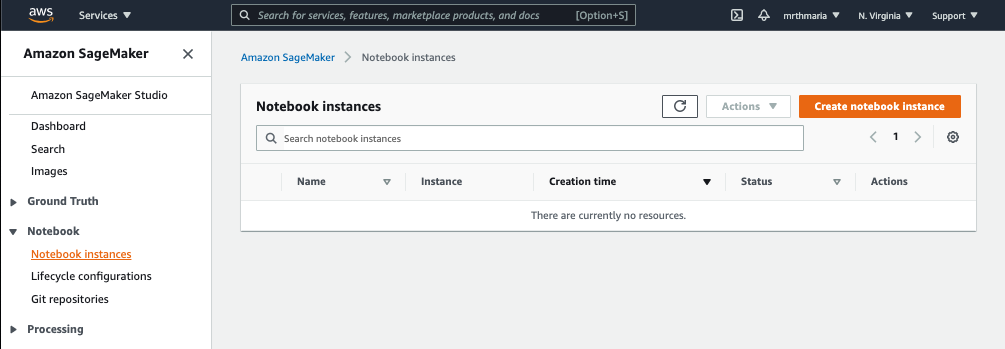 aws Services ▼ Search for services, features, marketplace products, and docs [Option+S] mrthmaria ▼ N. Virginia ▼ Support ▼
Amazon SageMaker
Amazon SageMaker Studio
Dashboard
Search
Images
Ground Truth
Notebook
Notebook instances
Lifecycle configurations
Git repositories
Processing
Amazon SageMaker > Notebook instances
Notebook instances Actions ▼ Create notebook instance
Search notebook instances 1
Name Instance Creation time Status Actions
There are currently no resources.